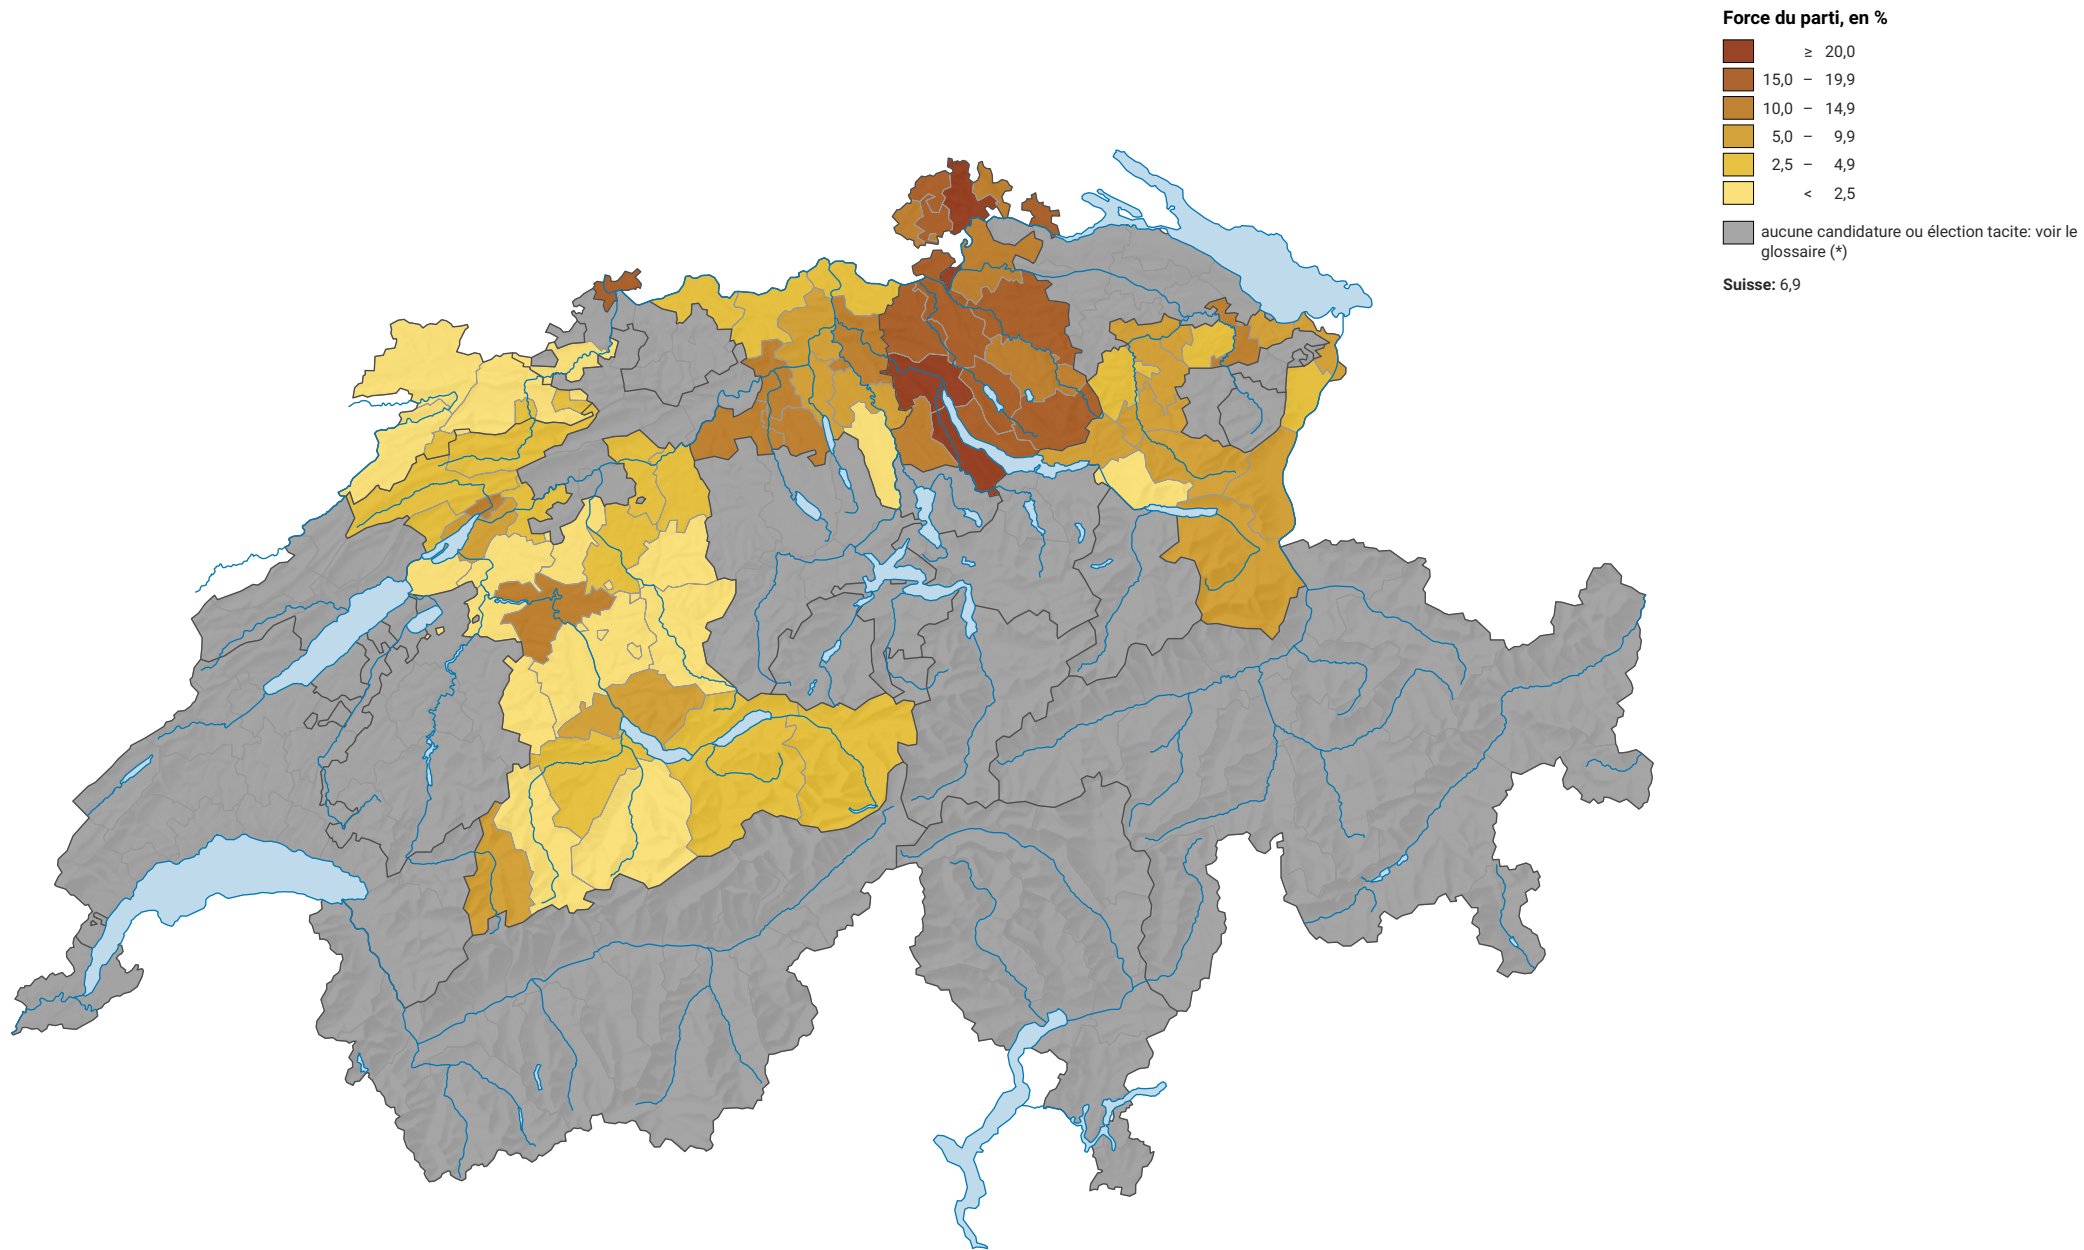 Force du parti, en %
≥ 20,0
15,0 – 19,9
10,0 – 14,9
5,0 – 9,9
2,5 – 4,9
< 2,5
aucune candidature ou élection tacite: voir le
glossaire (*)
Suisse: 6,9